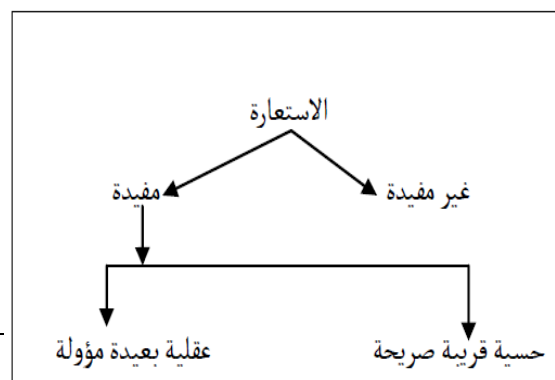 الاستعارة
غير مفيدة
مفيدة
حسية قريبة صريحة
عقلية بعيدة مؤولة